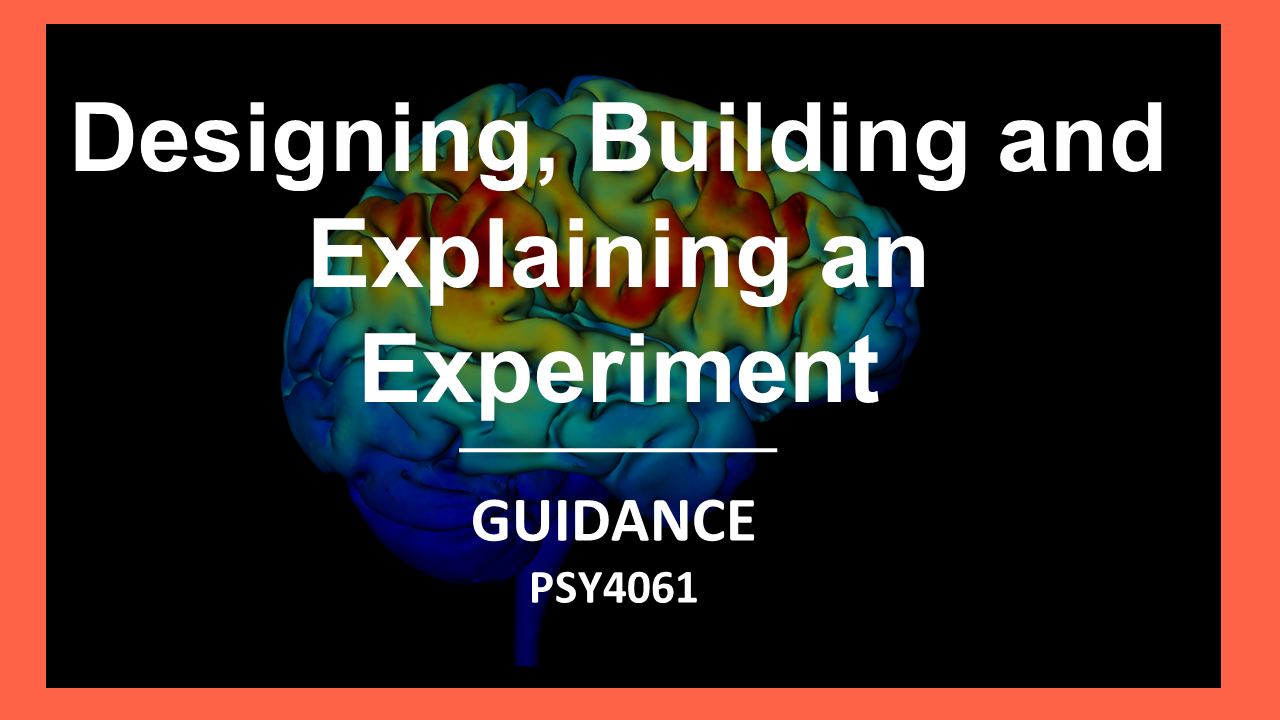 Designing, Building and
Explaining an
Experiment
GUIDANCE
PSY4061